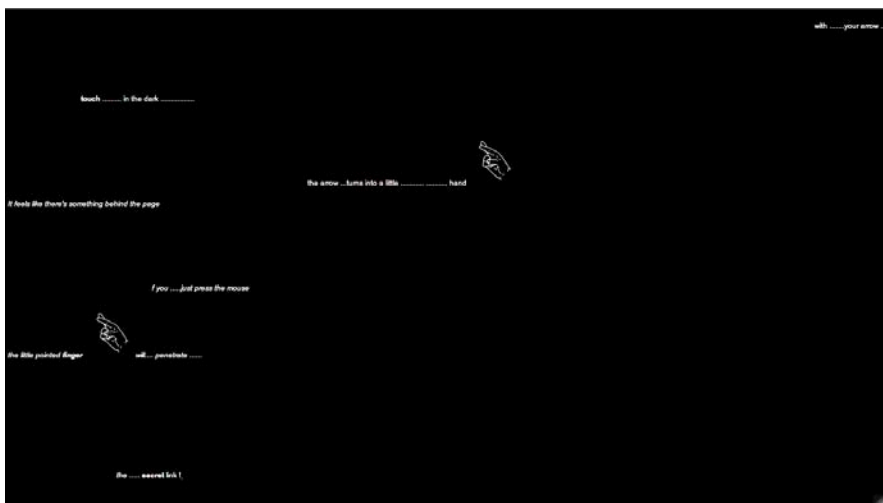 with .......your arrow ..
touch .......... in the dark .................
the arrow ...turns into a little ............ ........... hand
It feels like there's something behind the page
f you .....just press the mouse
the little pointed finger will.... penetrate ......
the ...... secret link !,